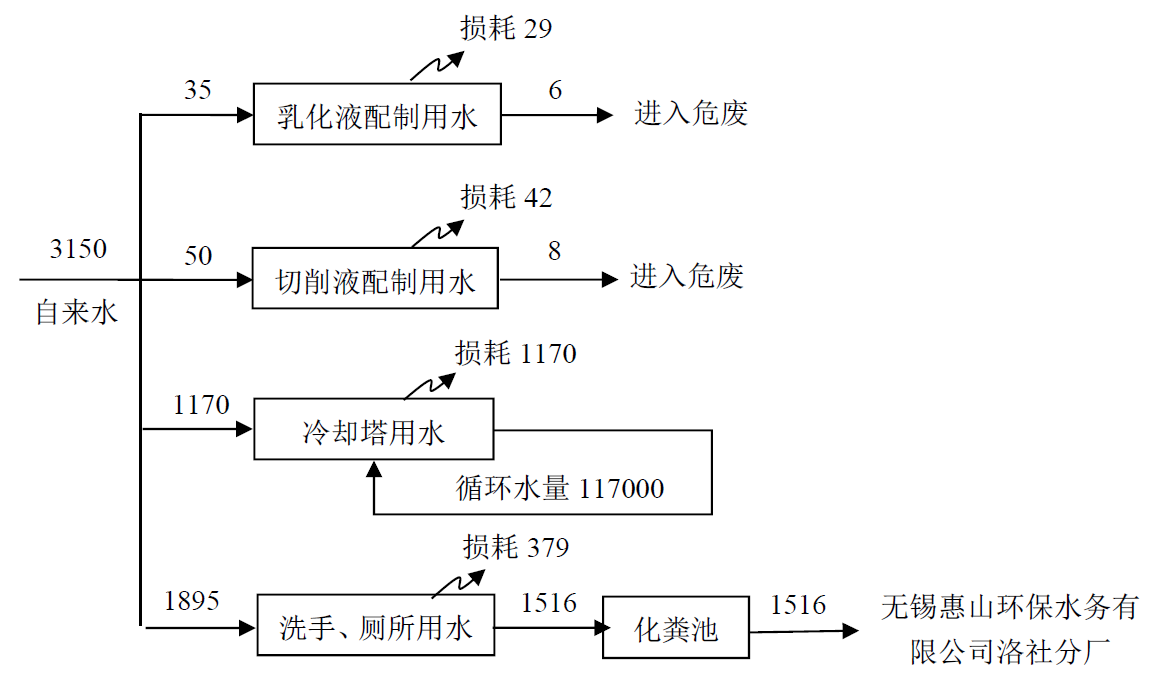 损耗 29
35
乳化液配制用水
6
进入危废
损耗 42
3150
自来水
50
切削液配制用水
8
进入危废
损耗 1170
1170
冷却塔用水
循环水量 117000
损耗 379
1895
洗手、厕所用水
1516
化粪池
1516
无锡惠山环保水务有
限公司洛社分厂